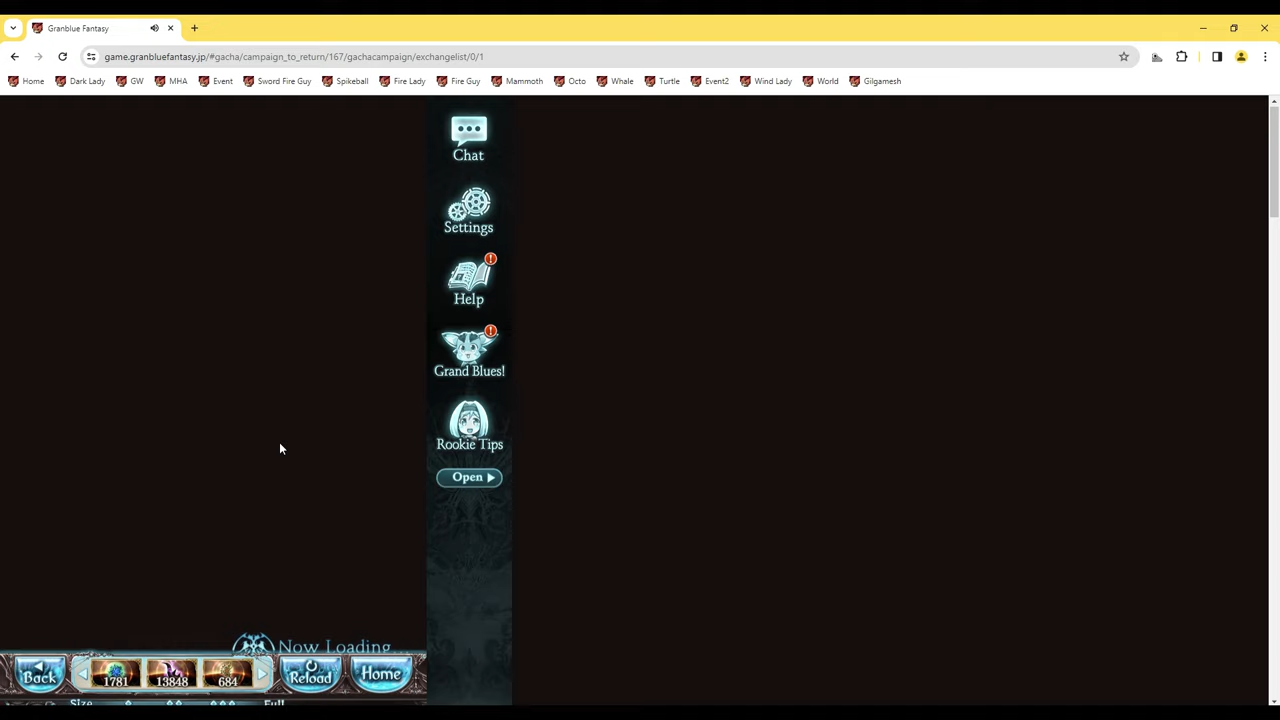 Granblue Fantasy
game.granbluefantasy.jp/#gacha/campaign_to_return/167/gachacampaign/exchangelist/0/1
Home Dark Lady GW MHA Event Sword Fire Guy Spikeball Fire Lady Fire Guy Mammoth Octo Whale Turtle Event2 Wind Lady World Gilgamesh
Chat
Settings
Help
Grand Blues!
Rookie Tips
Open
Now Loading...
Back 1781 13848 684 Reload Home
Size Full